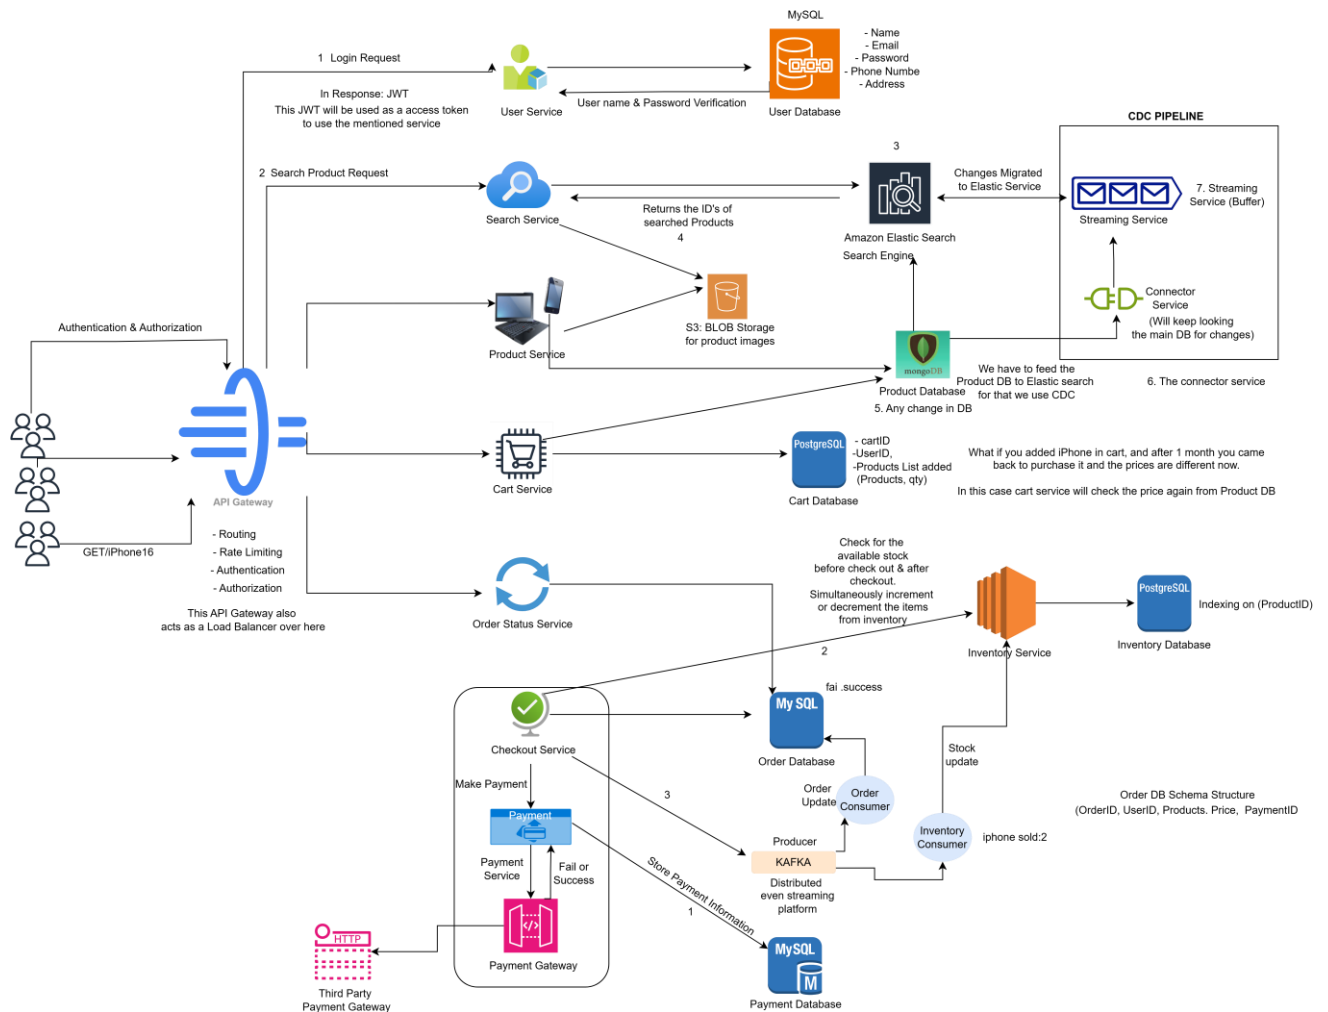 MySQL
- Name
- Email
- Password
- Phone Numbe
- Address
1 Login Request
In Response: JWT
This JWT will be used as a access token
to use the mentioned service
User Service
User name & Password Verification
User Database
CDC PIPELINE
2 Search Product Request
Search Service
3
Returns the ID's of
searched Products
4
Amazon Elastic Search
Search Engine
Changes Migrated
to Elastic Service
7. Streaming
Service (Buffer)
Streaming Service
Connector
Service
(Will keep looking
the main DB for changes)
6. The connector service
S3: BLOB Storage
for product images
Product Service
mongoDB
Product Database
5. Any change in DB
We have to feed the
Product DB to Elastic search
for that we use CDC
Authentication & Authorization
API Gateway
GET/iPhone16
- Routing
- Rate Limiting
- Authentication
- Authorization
This API Gateway also
acts as a Load Balancer over here
Cart Service
PostgreSQL
- cartID
-UserID,
-Products List added
(Products, qty)
Cart Database
What if you added iPhone in cart, and after 1 month you came
back to purchase it and the prices are different now.
In this case cart service will check the price again from Product DB
Order Status Service
Check for the
available stock
before check out & after
checkout.
Simultaneously increment
or decrement the items
from inventory
2
Inventory Service
PostgreSQL
Indexing on (ProductID)
Inventory Database
Checkout Service
fai .success
My SQL
Order Database
Make Payment
Payment
Payment
Service
Fail or
Success
Payment Gateway
HTTP
Third Party
Payment Gateway
3
Store Payment Information
1
Order
Update
Order
Consumer
Producer
KAFKA
Distributed
even streaming
platform
Stock
update
Inventory
Consumer
iphone sold:2
Order DB Schema Structure
(OrderID, UserID, Products. Price, PaymentID
MySQL
M
Payment Database